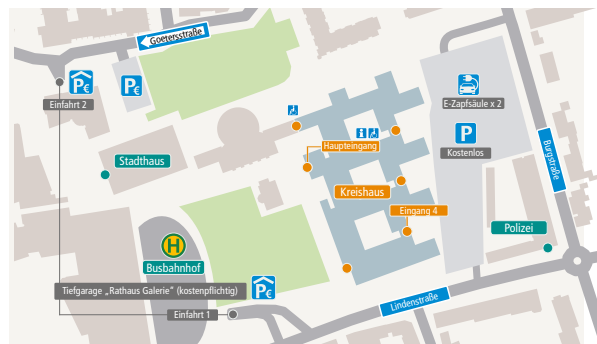 Goetersstraße
P€
P€
Einfahrt 2
E-Zapfsäule x 2
i
Haupteingang
P
Kostenlos
Burgstraße
Stadthaus
Kreishaus
Eingang 4
Polizei
H
Busbahnhof
Tiefgarage „Rathaus Galerie“ (kostenpflichtig)
P€
Lindenstraße
Einfahrt 1